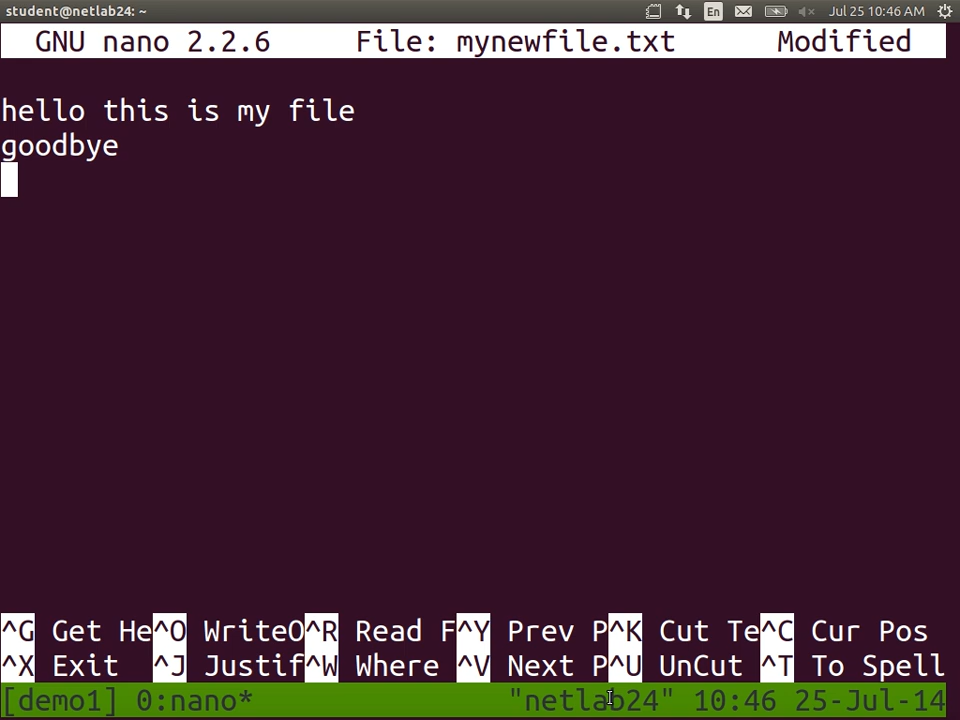 student@netlab24: ~ En Jul 25 10:46 AM
GNU nano 2.2.6 File: mynewfile.txt Modified
hello this is my file
goodbye
^G Get He^O WriteO^R Read F^Y Prev P^K Cut Te^C Cur Pos
^X Exit ^J Justif^W Where ^V Next P^U UnCut ^T To Spell
[demo1] 0:nano* "netlab24" 10:46 25-Jul-14